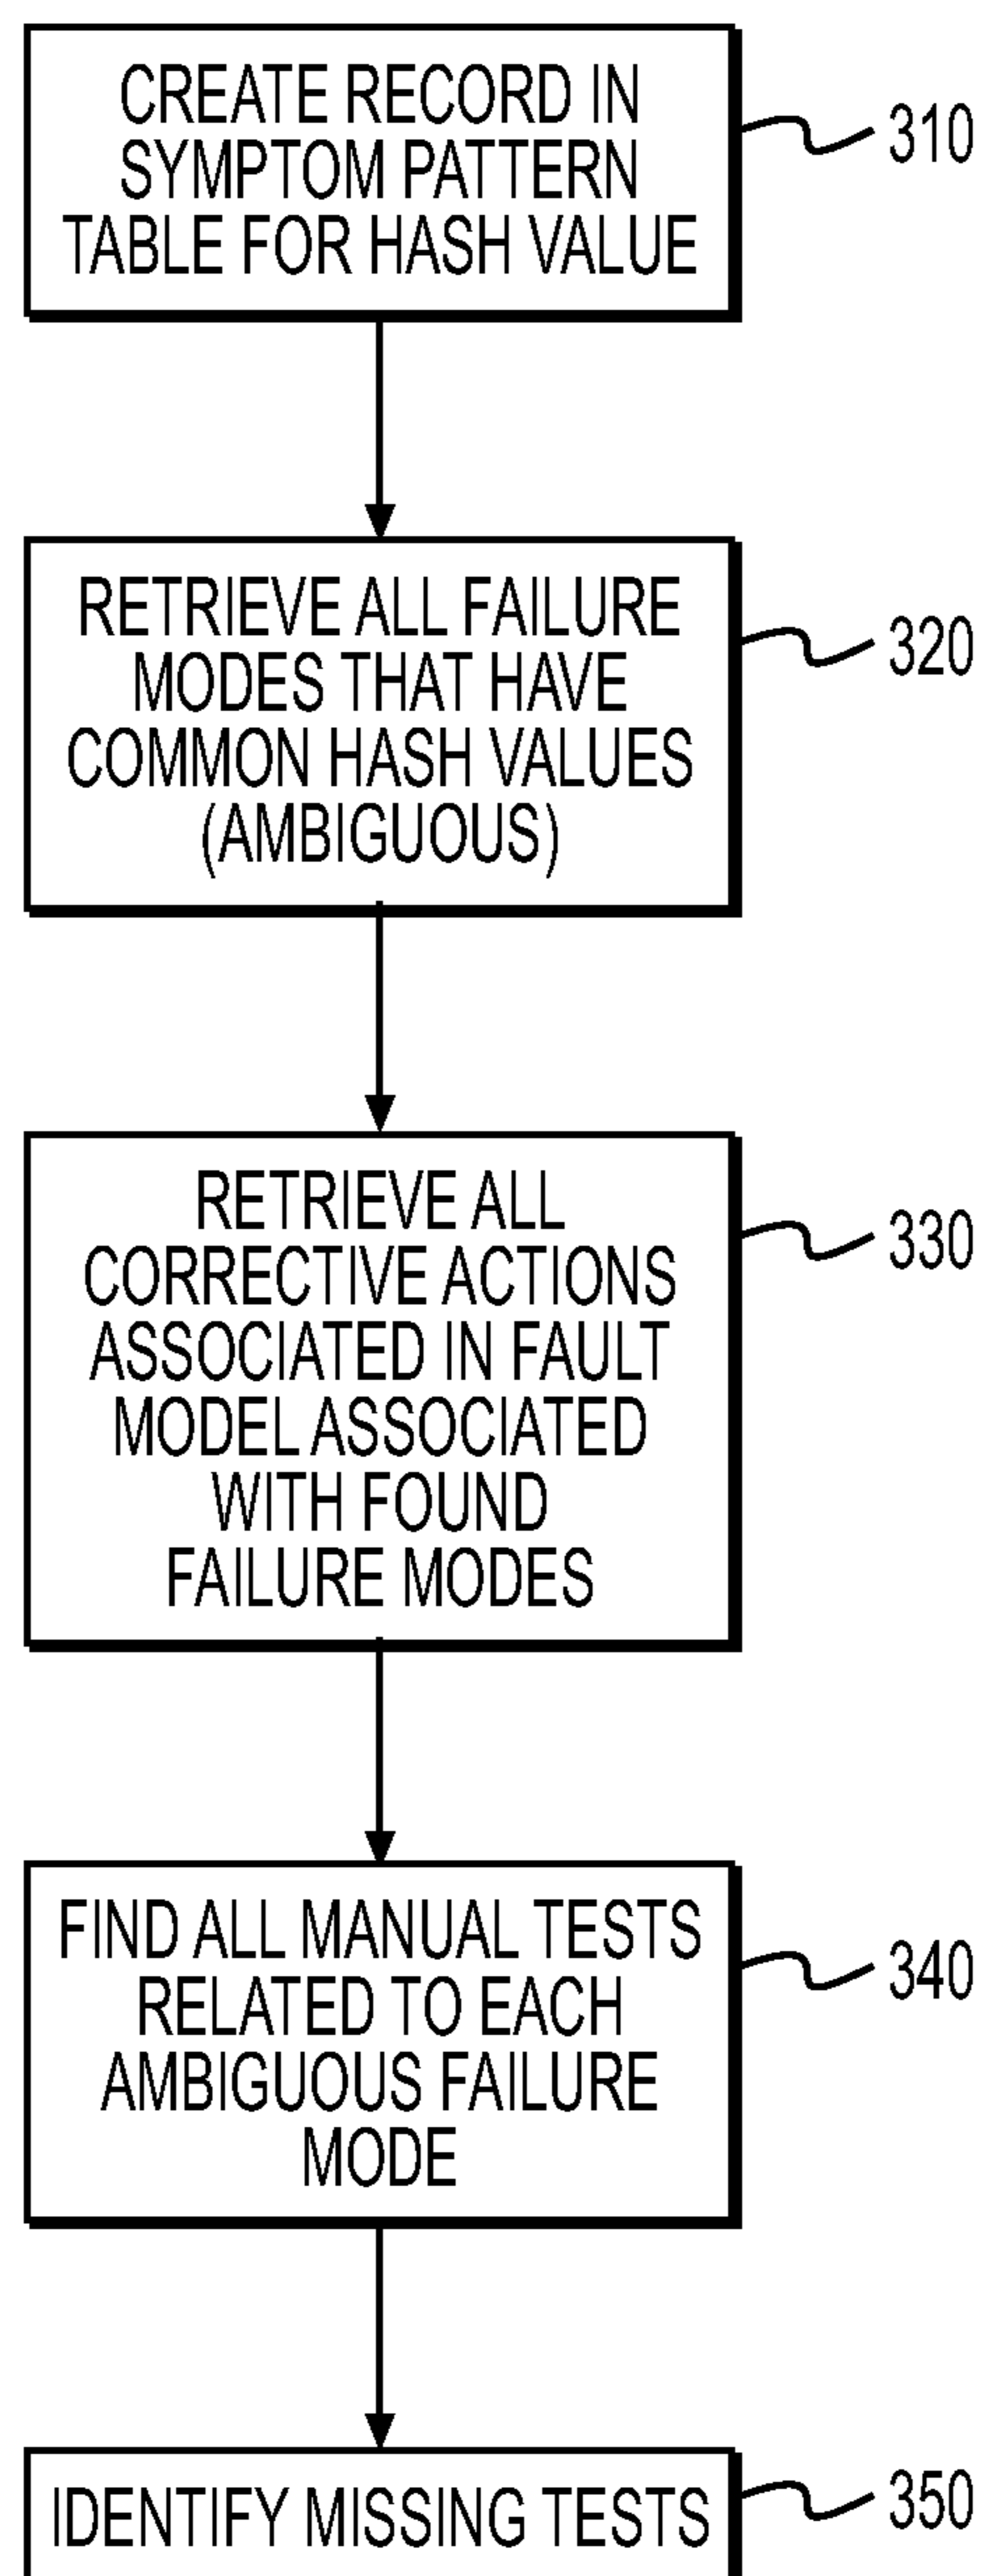 CREATE RECORD IN
SYMPTOM PATTERN
TABLE FOR HASH VALUE
310
RETRIEVE ALL FAILURE
MODES THAT HAVE
COMMON HASH VALUES
(AMBIGUOUS)
320
RETRIEVE ALL
CORRECTIVE ACTIONS
ASSOCIATED IN FAULT
MODEL ASSOCIATED
WITH FOUND
FAILURE MODES
330
FIND ALL MANUAL TESTS
RELATED TO EACH
AMBIGUOUS FAILURE
MODE
340
IDENTIFY MISSING TESTS
350